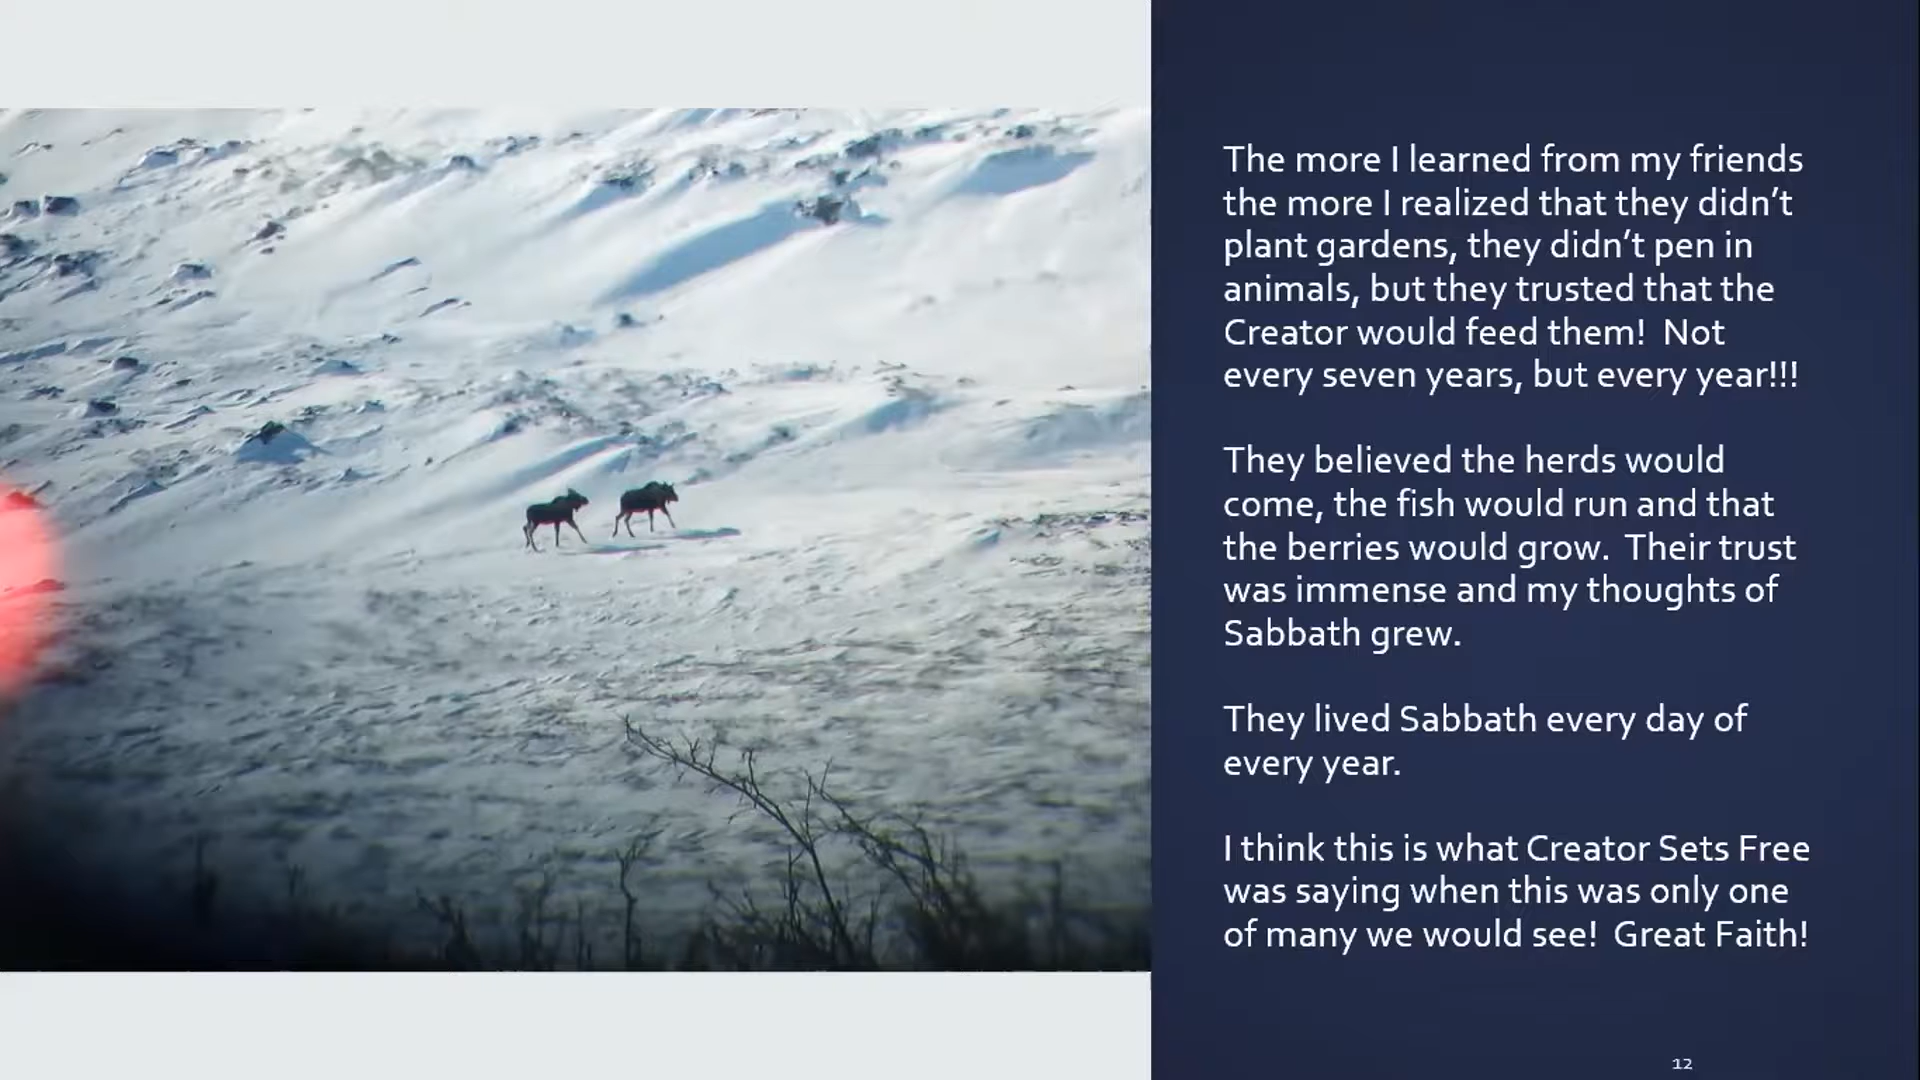 The more I learned from my friends
the more I realized that they didn’t
plant gardens, they didn’t pen in
animals, but they trusted that the
Creator would feed them!  Not
every seven years, but every year!!!
They believed the herds would
come, the fish would run and that
the berries would grow.  Their trust
was immense and my thoughts of
Sabbath grew.
They lived Sabbath every day of
every year.
I think this is what Creator Sets Free
was saying when this was only one
of many we would see!  Great Faith!
12